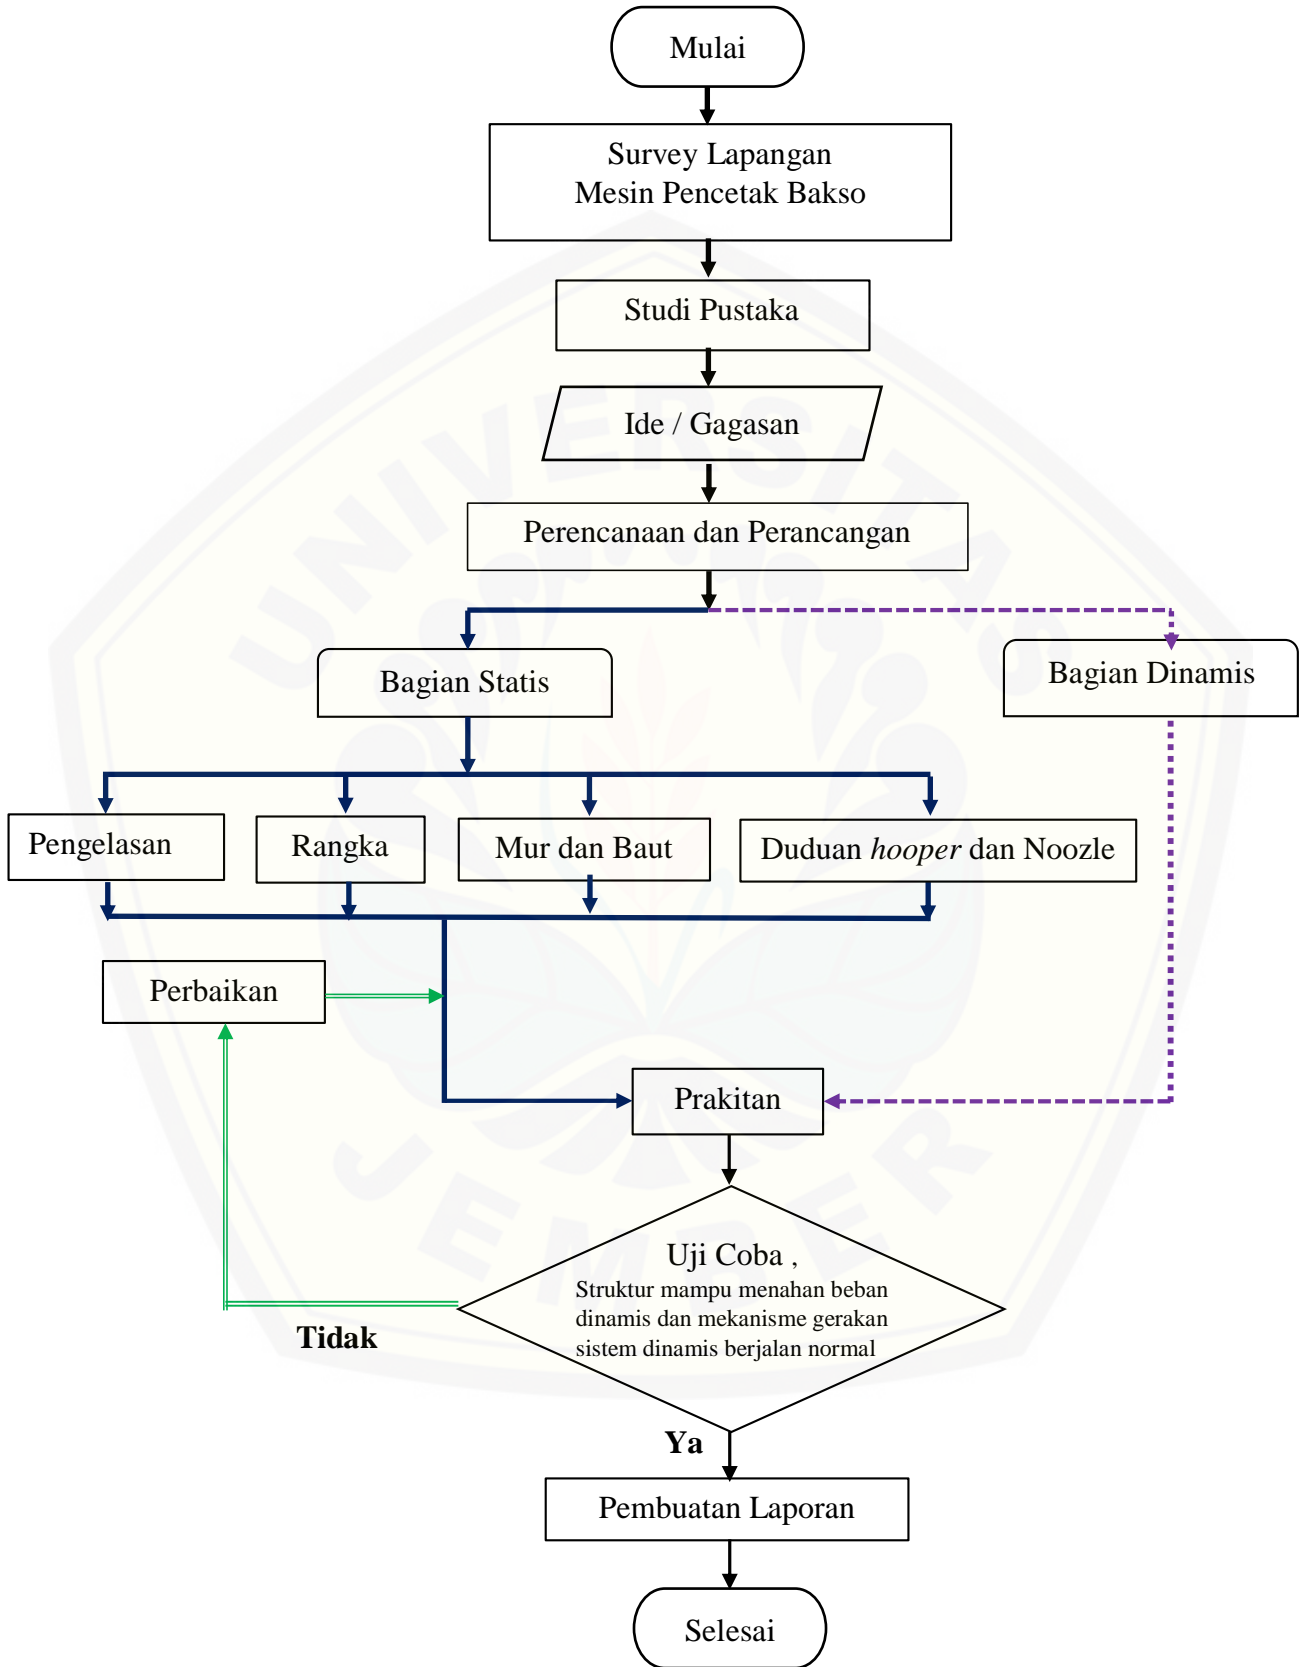 Mulai
Survey Lapangan
Mesin Pencetak Bakso
Studi Pustaka
Ide / Gagasan
Perencanaan dan Perancangan
Bagian Statis
Bagian Dinamis
Pengelasan
Rangka
Mur dan Baut
Duduan hooper dan Noozle
Perbaikan
Prakitan
Uji Coba ,
Struktur mampu menahan beban
dinamis dan mekanisme gerakan
sistem dinamis berjalan normal
Tidak
Ya
Pembuatan Laporan
Selesai
UNIVERSITAS
JEMBER